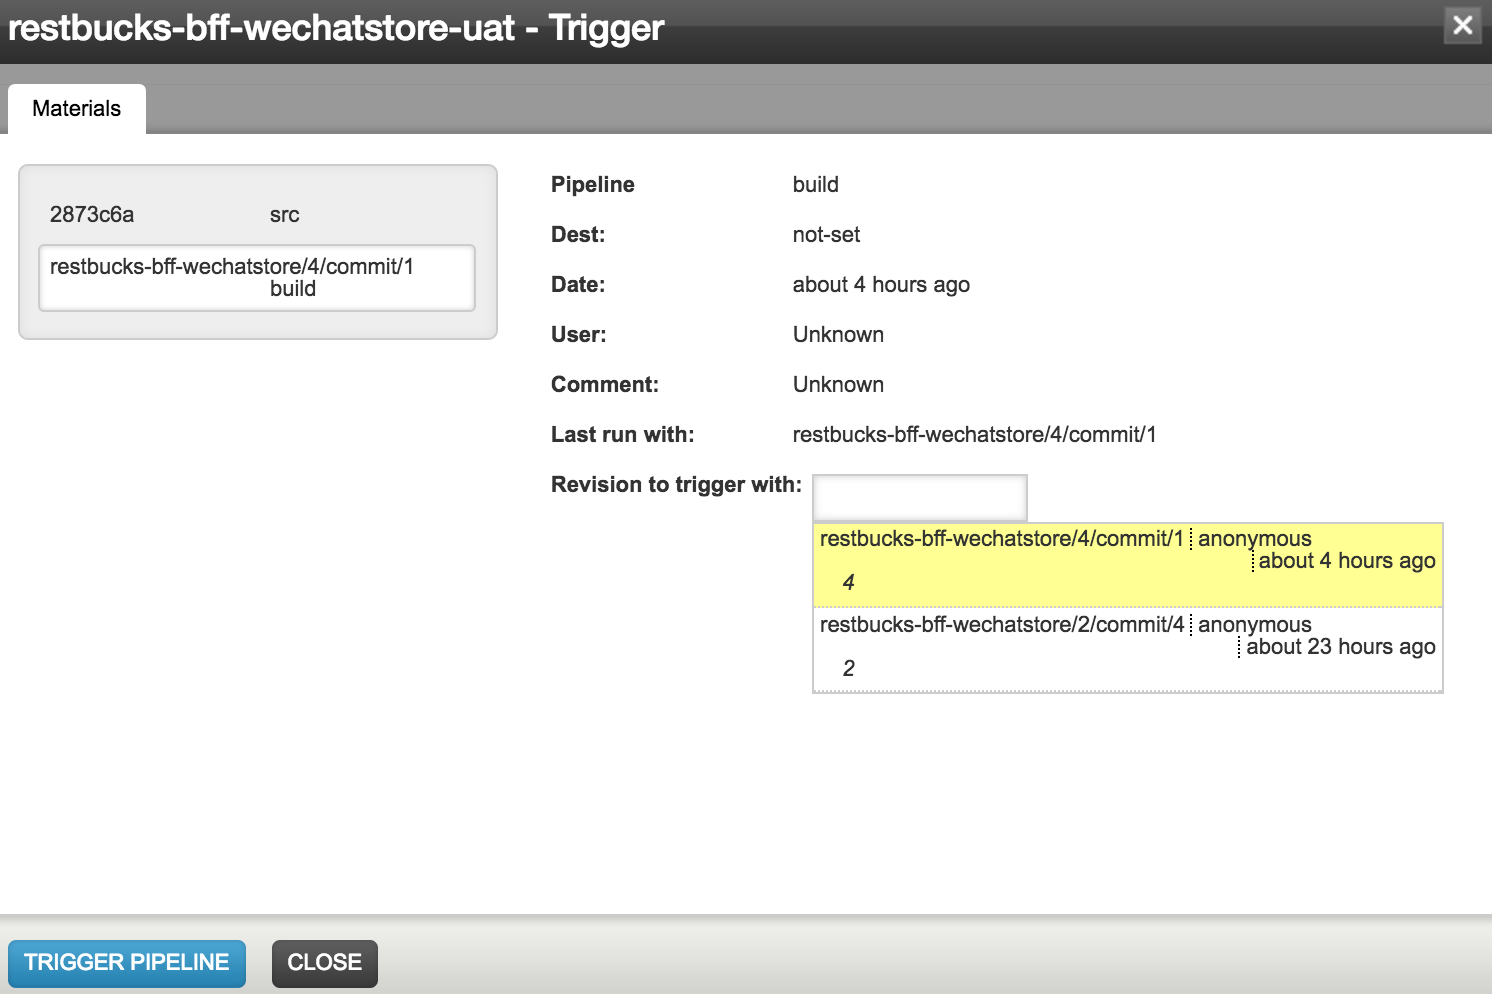 restbucks-bff-wechatstore-uat - Trigger
Materials
2873c6a src
restbucks-bff-wechatstore/4/commit/1
build
Pipeline build
Dest: not-set
Date: about 4 hours ago
User: Unknown
Comment: Unknown
Last run with: restbucks-bff-wechatstore/4/commit/1
Revision to trigger with:
restbucks-bff-wechatstore/4/commit/1 anonymous
about 4 hours ago
4
restbucks-bff-wechatstore/2/commit/4 anonymous
about 23 hours ago
2
TRIGGER PIPELINE CLOSE